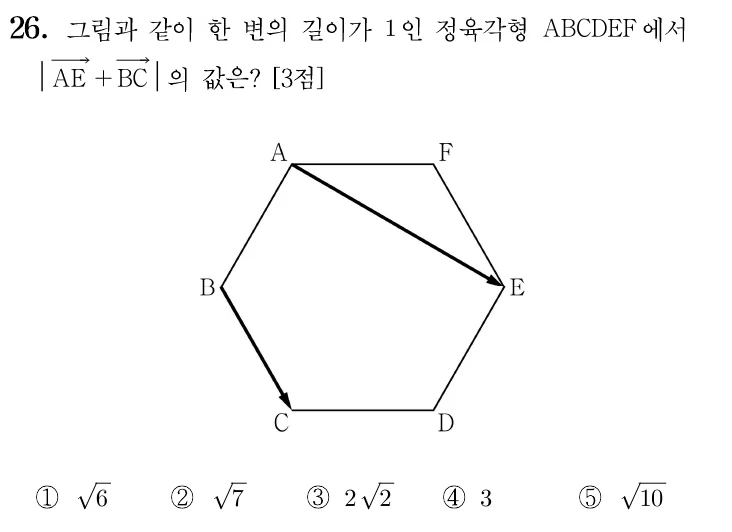 26. 그림과 같이 한 변의 길이가 1인 정육각형 ABCDEF에서
|\overrightarrow{AE}+\overrightarrow{BC}|의 값은? [3점]
A F
B E
C D
① √6 ② √7 ③ 2√2 ④ 3 ⑤ √10